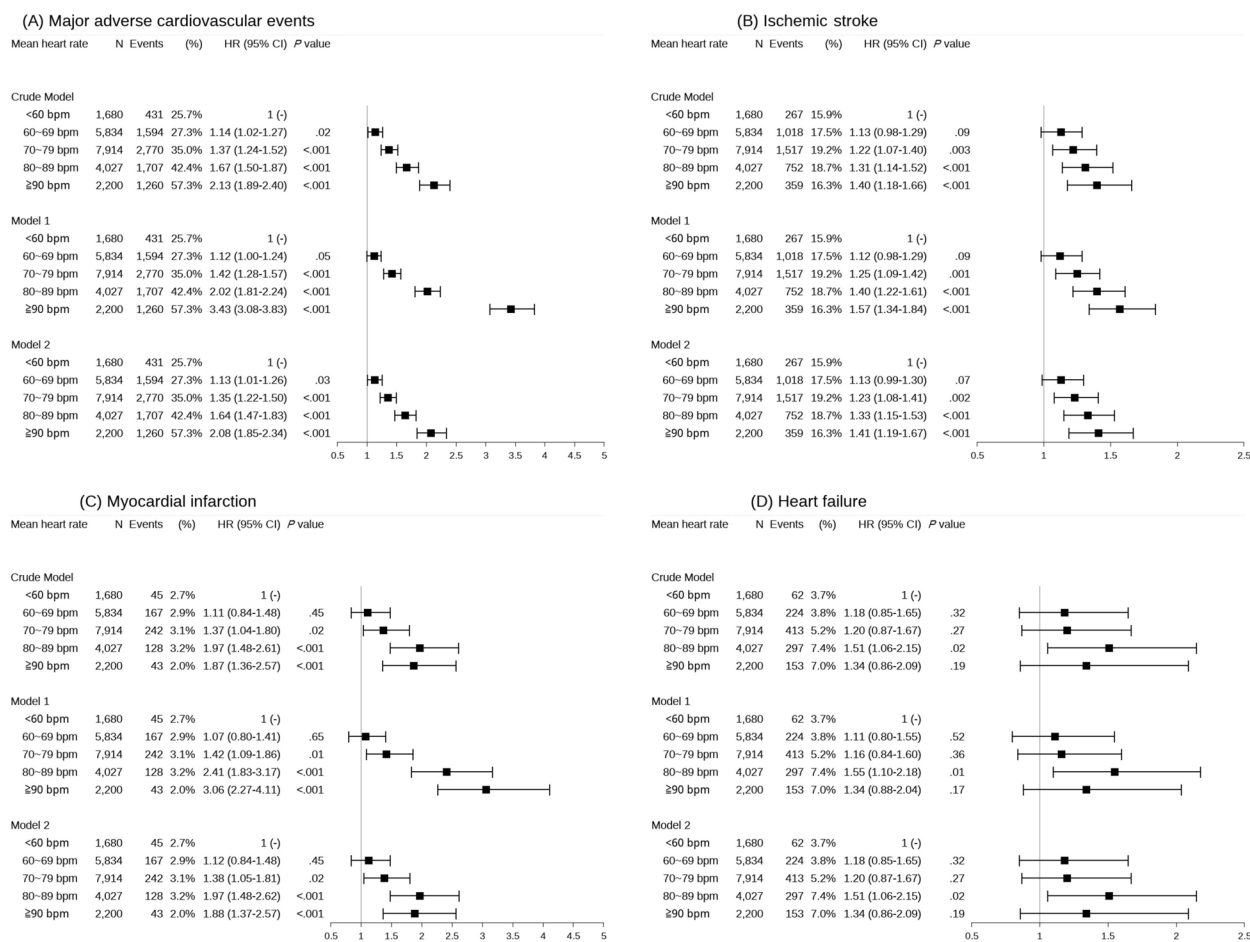 (A) Major adverse cardiovascular events
Mean heart rate N Events (%) HR (95% CI) P value
Crude Model
<60 bpm 1,680 431 25.7% 1 (-)
60~69 bpm 5,834 1,594 27.3% 1.14 (1.02-1.27) .02
70~79 bpm 7,914 2,770 35.0% 1.37 (1.24-1.52) <.001
80~89 bpm 4,027 1,707 42.4% 1.67 (1.50-1.87) <.001
≧90 bpm 2,200 1,260 57.3% 2.13 (1.89-2.40) <.001
Model 1
<60 bpm 1,680 431 25.7% 1 (-)
60~69 bpm 5,834 1,594 27.3% 1.12 (1.00-1.24) .05
70~79 bpm 7,914 2,770 35.0% 1.42 (1.28-1.57) <.001
80~89 bpm 4,027 1,707 42.4% 2.02 (1.81-2.24) <.001
≧90 bpm 2,200 1,260 57.3% 3.43 (3.08-3.83) <.001
Model 2
<60 bpm 1,680 431 25.7% 1 (-)
60~69 bpm 5,834 1,594 27.3% 1.13 (1.01-1.26) .03
70~79 bpm 7,914 2,770 35.0% 1.35 (1.22-1.50) <.001
80~89 bpm 4,027 1,707 42.4% 1.64 (1.47-1.83) <.001
≧90 bpm 2,200 1,260 57.3% 2.08 (1.85-2.34) <.001
0.5 1 1.5 2 2.5 3 3.5 4 4.5 5
(B) Ischemic stroke
Mean heart rate N Events (%) HR (95% CI) P value
Crude Model
<60 bpm 1,680 267 15.9% 1 (-)
60~69 bpm 5,834 1,018 17.5% 1.13 (0.98-1.29) .09
70~79 bpm 7,914 1,517 19.2% 1.22 (1.07-1.40) .003
80~89 bpm 4,027 752 18.7% 1.31 (1.14-1.52) <.001
≧90 bpm 2,200 359 16.3% 1.40 (1.18-1.66) <.001
Model 1
<60 bpm 1,680 267 15.9% 1 (-)
60~69 bpm 5,834 1,018 17.5% 1.12 (0.98-1.29) .09
70~79 bpm 7,914 1,517 19.2% 1.25 (1.09-1.42) .001
80~89 bpm 4,027 752 18.7% 1.40 (1.22-1.61) <.001
≧90 bpm 2,200 359 16.3% 1.57 (1.34-1.84) <.001
Model 2
<60 bpm 1,680 267 15.9% 1 (-)
60~69 bpm 5,834 1,018 17.5% 1.13 (0.99-1.30) .07
70~79 bpm 7,914 1,517 19.2% 1.23 (1.08-1.41) .002
80~89 bpm 4,027 752 18.7% 1.33 (1.15-1.53) <.001
≧90 bpm 2,200 359 16.3% 1.41 (1.19-1.67) <.001
0.5 1 1.5 2 2.5
(C) Myocardial infarction
Mean heart rate N Events (%) HR (95% CI) P value
Crude Model
<60 bpm 1,680 45 2.7% 1 (-)
60~69 bpm 5,834 167 2.9% 1.11 (0.84-1.48) .45
70~79 bpm 7,914 242 3.1% 1.37 (1.04-1.80) .02
80~89 bpm 4,027 128 3.2% 1.97 (1.48-2.61) <.001
≧90 bpm 2,200 43 2.0% 1.87 (1.36-2.57) <.001
Model 1
<60 bpm 1,680 45 2.7% 1 (-)
60~69 bpm 5,834 167 2.9% 1.07 (0.80-1.41) .65
70~79 bpm 7,914 242 3.1% 1.42 (1.09-1.86) .01
80~89 bpm 4,027 128 3.2% 2.41 (1.83-3.17) <.001
≧90 bpm 2,200 43 2.0% 3.06 (2.27-4.11) <.001
Model 2
<60 bpm 1,680 45 2.7% 1 (-)
60~69 bpm 5,834 167 2.9% 1.12 (0.84-1.48) .45
70~79 bpm 7,914 242 3.1% 1.38 (1.05-1.81) .02
80~89 bpm 4,027 128 3.2% 1.97 (1.48-2.62) <.001
≧90 bpm 2,200 43 2.0% 1.88 (1.37-2.57) <.001
0.5 1 1.5 2 2.5 3 3.5 4 4.5 5
(D) Heart failure
Mean heart rate N Events (%) HR (95% CI) P value
Crude Model
<60 bpm 1,680 62 3.7% 1 (-)
60~69 bpm 5,834 224 3.8% 1.18 (0.85-1.65) .32
70~79 bpm 7,914 413 5.2% 1.20 (0.87-1.67) .27
80~89 bpm 4,027 297 7.4% 1.51 (1.06-2.15) .02
≧90 bpm 2,200 153 7.0% 1.34 (0.86-2.09) .19
Model 1
<60 bpm 1,680 62 3.7% 1 (-)
60~69 bpm 5,834 224 3.8% 1.11 (0.80-1.55) .52
70~79 bpm 7,914 413 5.2% 1.16 (0.84-1.60) .36
80~89 bpm 4,027 297 7.4% 1.55 (1.10-2.18) .01
≧90 bpm 2,200 153 7.0% 1.34 (0.88-2.04) .17
Model 2
<60 bpm 1,680 62 3.7% 1 (-)
60~69 bpm 5,834 224 3.8% 1.18 (0.85-1.65) .32
70~79 bpm 7,914 413 5.2% 1.20 (0.87-1.67) .27
80~89 bpm 4,027 297 7.4% 1.51 (1.06-2.15) .02
≧90 bpm 2,200 153 7.0% 1.34 (0.86-2.09) .19
0.5 1 1.5 2 2.5